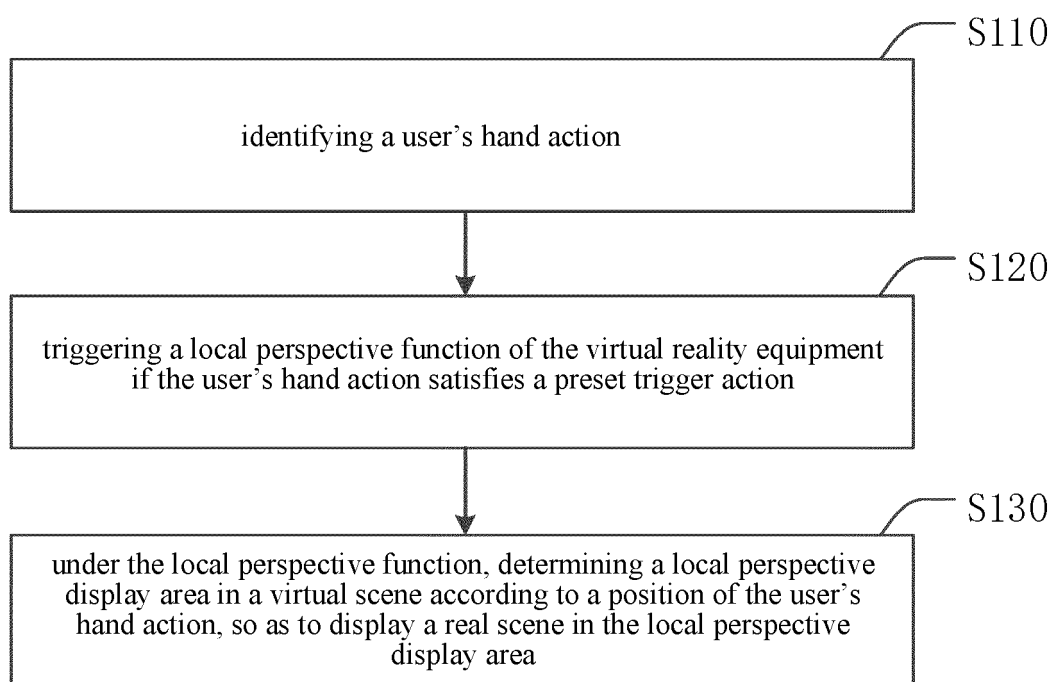 S110
identifying a user’s hand action
S120
triggering a local perspective function of the virtual reality equipment
if the user’s hand action satisfies a preset trigger action
S130
under the local perspective function, determining a local perspective
display area in a virtual scene according to a position of the user’s
hand action, so as to display a real scene in the local perspective
display area